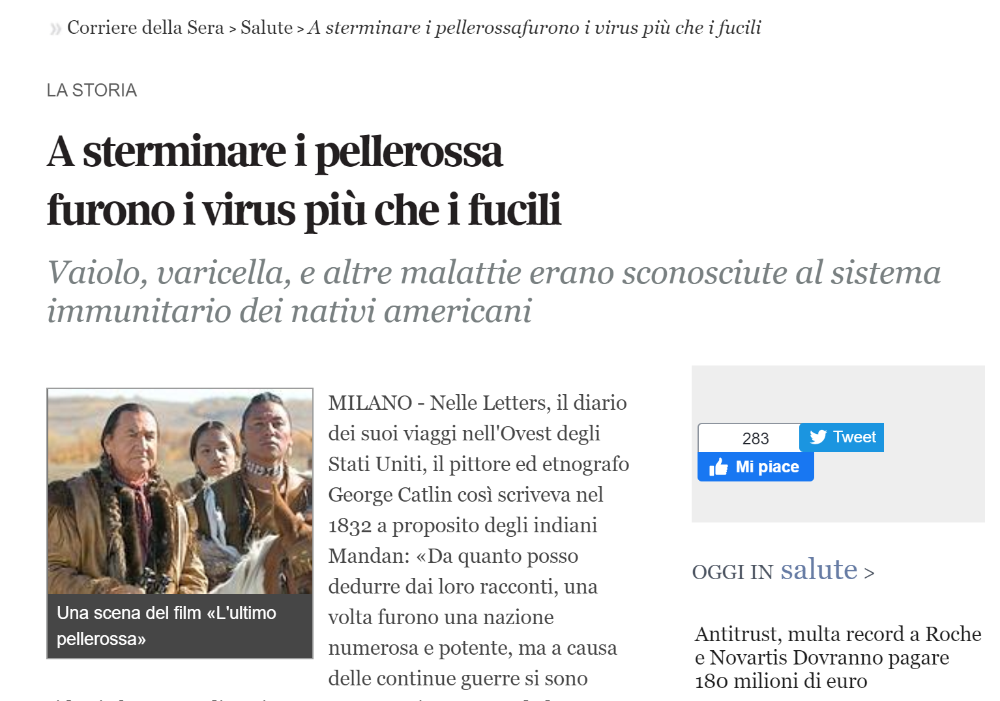 » Corriere della Sera > Salute > A sterminare i pellerossafurono i virus più che i fucili
LA STORIA
A sterminare i pellerossa
furono i virus più che i fucili
Vaiolo, varicella, e altre malattie erano sconosciute al sistema
immunitario dei nativi americani
Una scena del film «L'ultimo
pellerossa»
MILANO - Nelle Letters, il diario
dei suoi viaggi nell'Ovest degli
Stati Uniti, il pittore ed etnografo
George Catlin così scriveva nel
1832 a proposito degli indiani
Mandan: «Da quanto posso
dedurre dai loro racconti, una
volta furono una nazione
numerosa e potente, ma a causa
delle continue guerre si sono
283
Tweet
Mi piace
OGGI IN salute >
Antitrust, multa record a Roche
e Novartis Dovranno pagare
180 milioni di euro